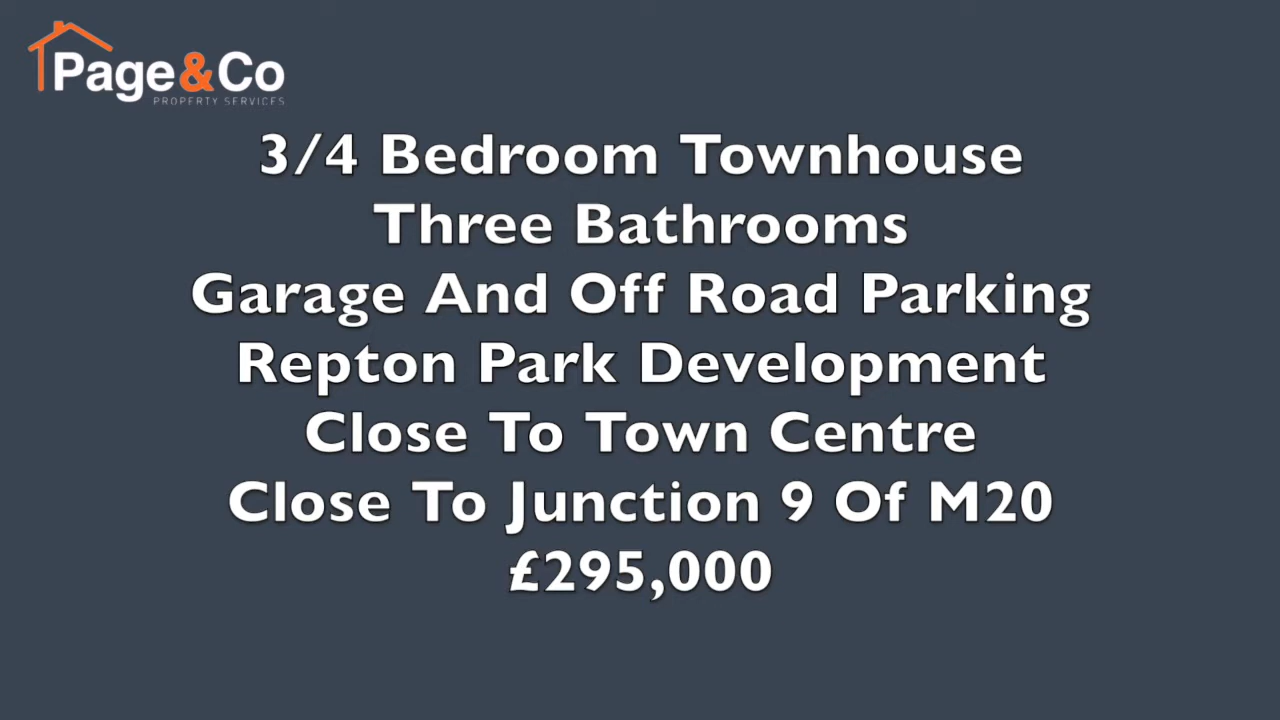 Page&Co
PROPERTY SERVICES
3/4 Bedroom Townhouse
Three Bathrooms
Garage And Off Road Parking
Repton Park Development
Close To Town Centre
Close To Junction 9 Of M20
£295,000